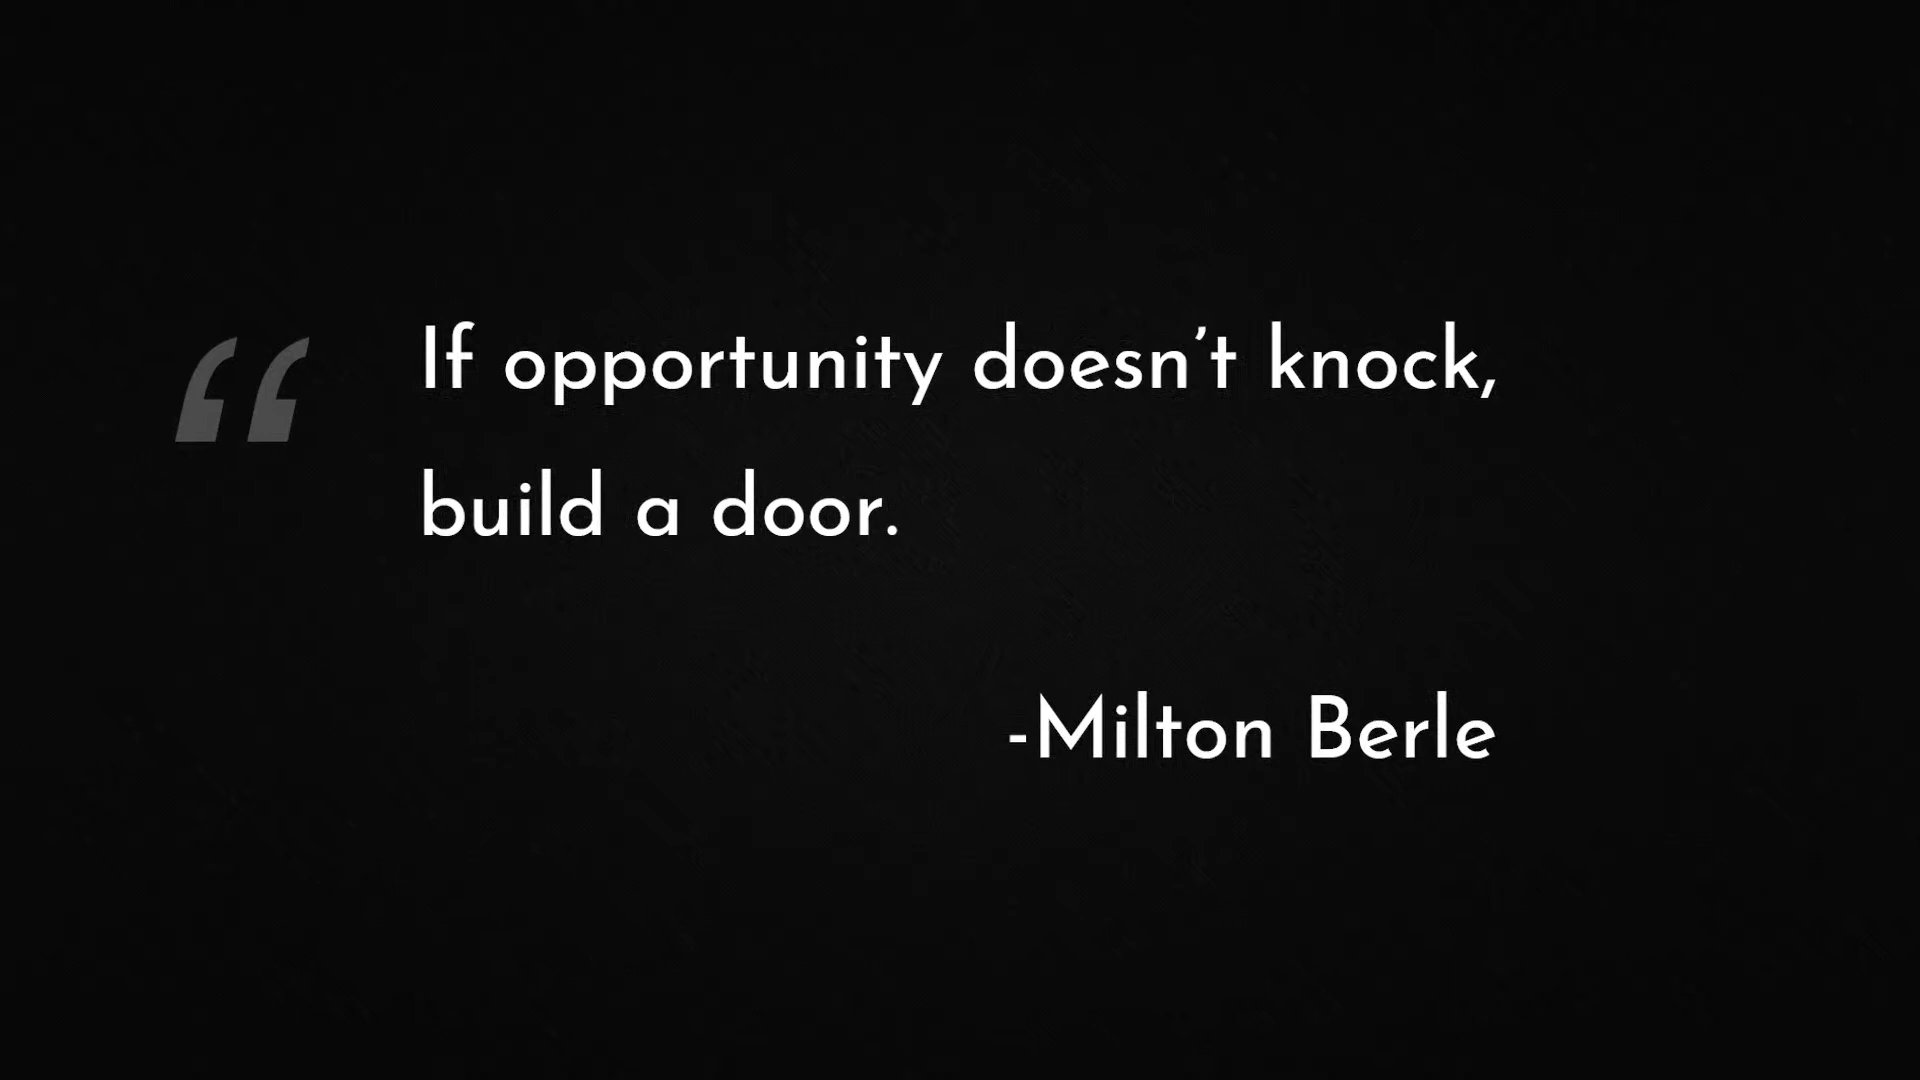 “ If opportunity doesn’t knock,
build a door.
-Milton Berle